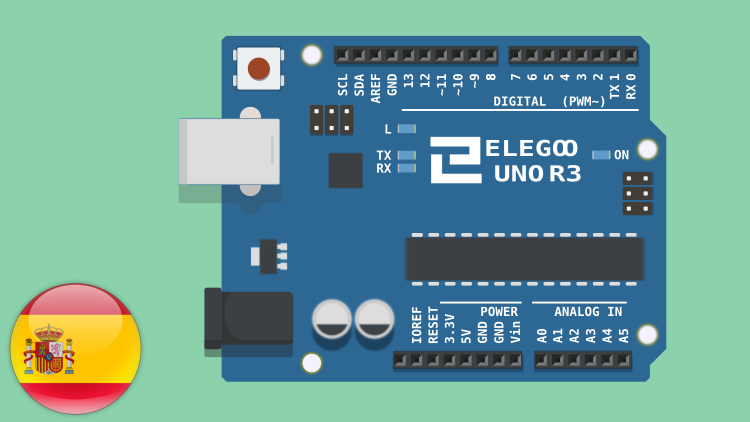 SCL SDA AREF GND 13 12 ~11 ~10 ~9 8 7 6 5 4 3 2 TX 1 RX 0
DIGITAL (PWM~)
L
TX
RX
ELEGOO
UNO R3
ON
POWER
ANALOG IN
IOREF RESET 3.3V 5V GND GND Vin A0 A1 A2 A3 A4 A5